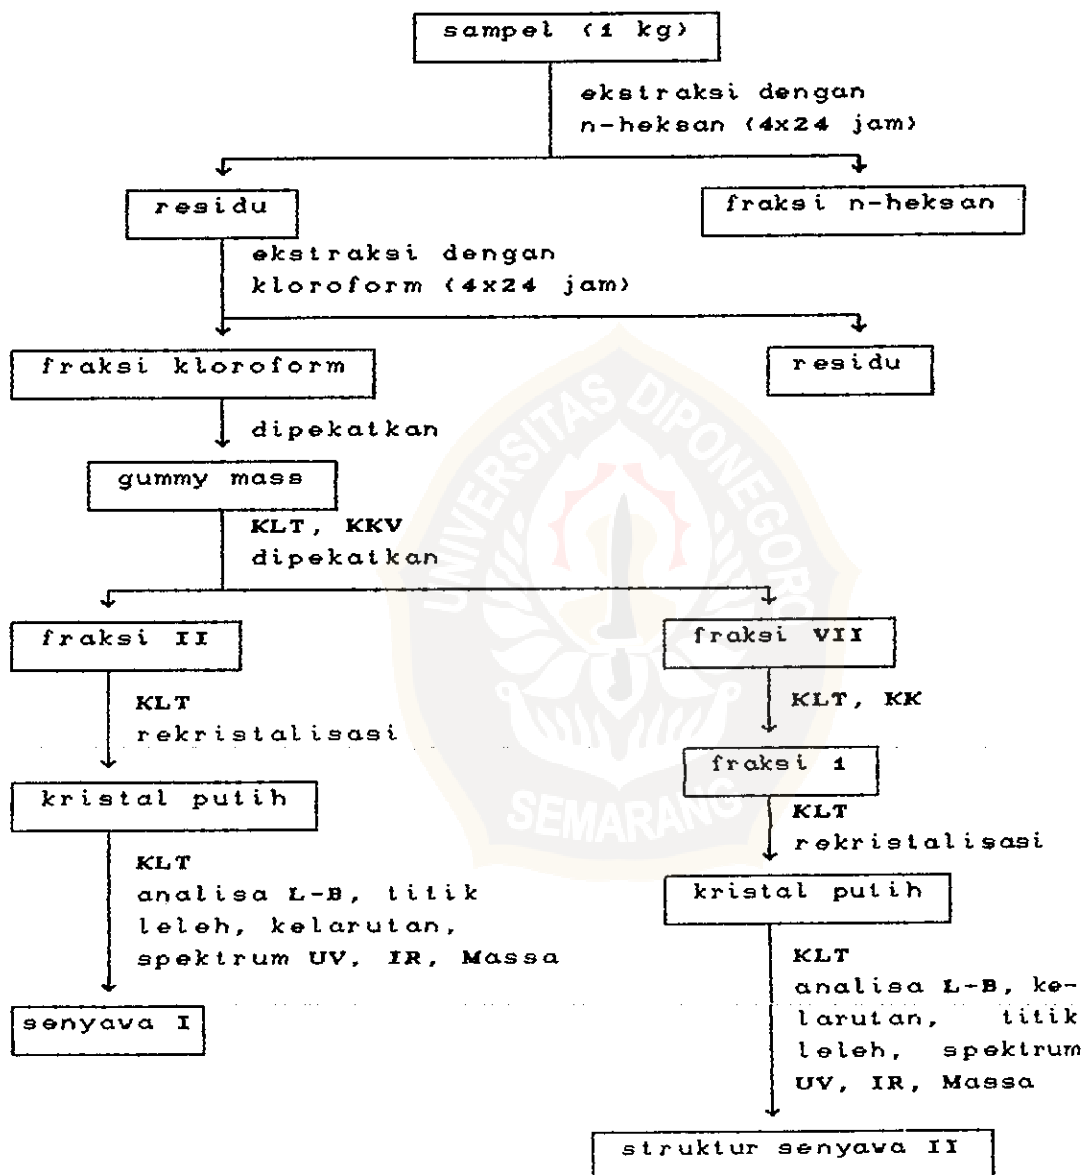 sampel (1 kg)
ekstraksi dengan
n-heksan (4x24 jam)
residu
fraksi n-heksan
ekstraksi dengan
kloroform (4x24 jam)
fraksi kloroform
residu
dipekatkan
gummy mass
KLT, KKV
dipekatkan
fraksi II
fraksi VII
KLT
rekristalisasi
KLT, KK
fraksi 1
kristal putih
KLT
rekristalisasi
kristal putih
KLT
analisa L-B, titik
leleh, kelarutan,
spektrum UV, IR, Massa
senyawa I
KLT
analisa L-B, ke-
larutan, titik
leleh, spektrum
UV, IR, Massa
struktur senyawa II
UNIVERSITAS DIPONEGORO
SEMARANG